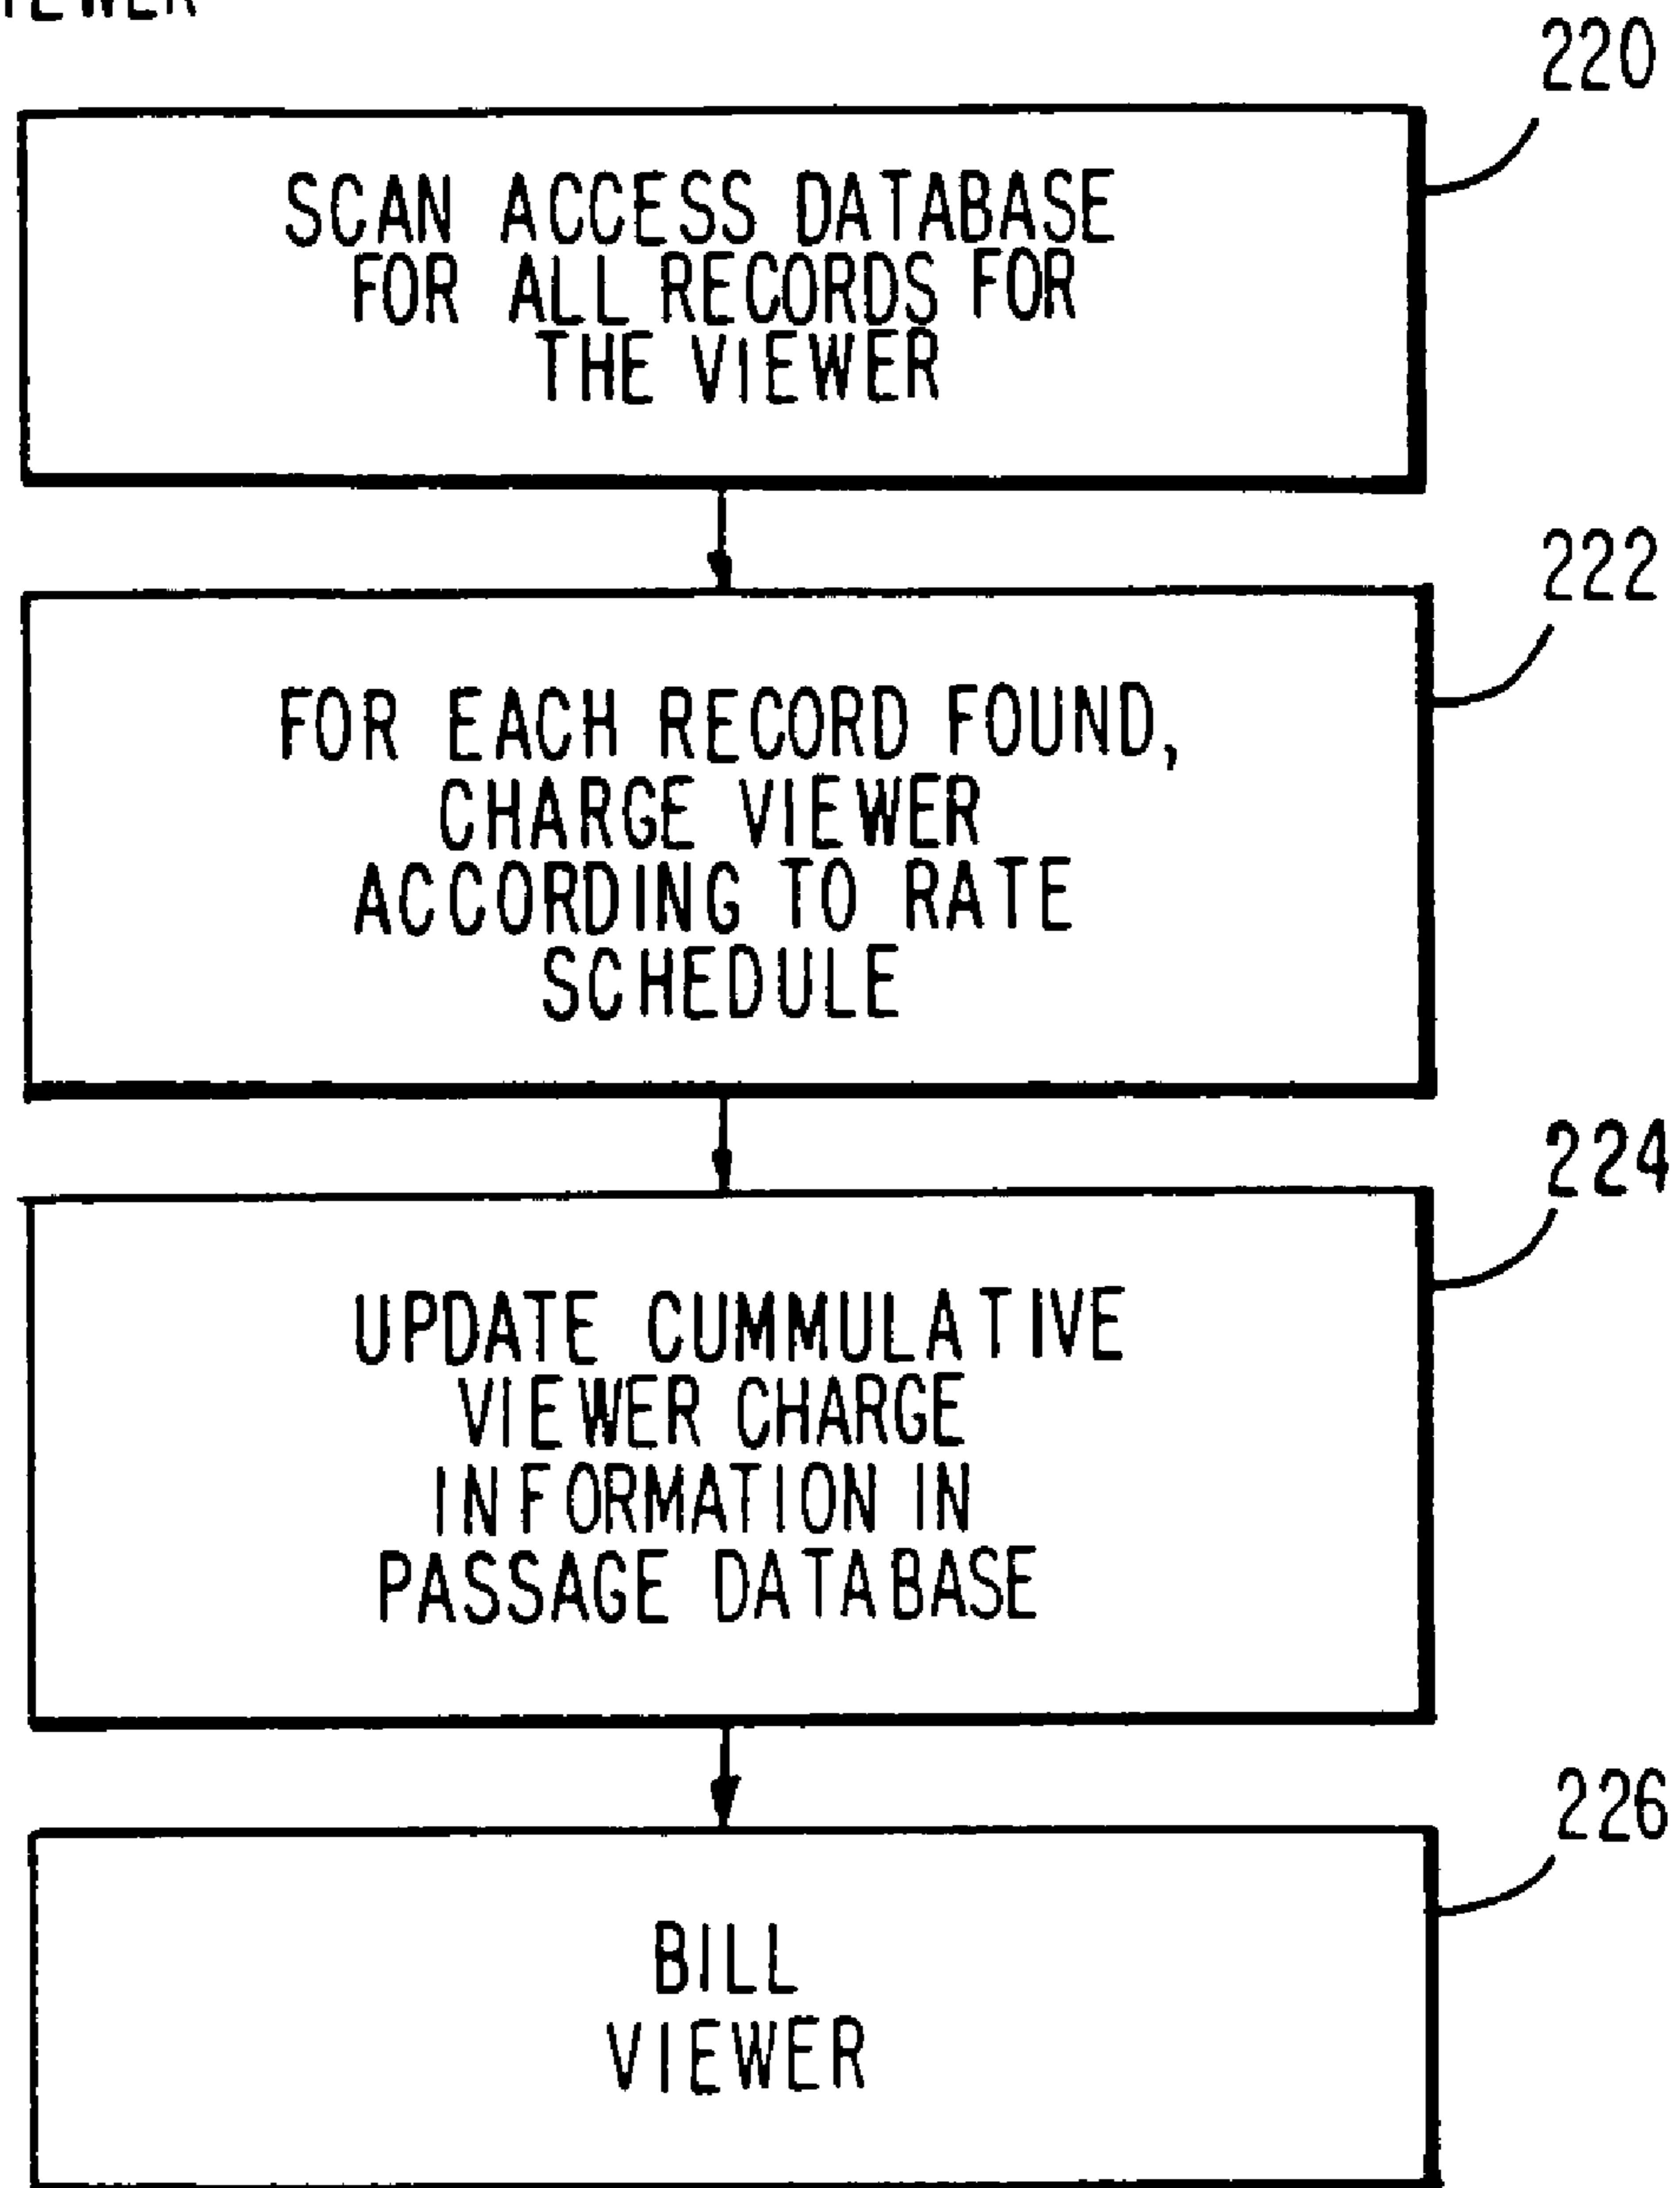 220
SCAN ACCESS DATABASE
FOR ALL RECORDS FOR
THE VIEWER
222
FOR EACH RECORD FOUND,
CHARGE VIEWER
ACCORDING TO RATE
SCHEDULE
224
UPDATE CUMMULATIVE
VIEWER CHARGE
INFORMATION IN
PASSAGE DATABASE
226
BILL
VIEWER